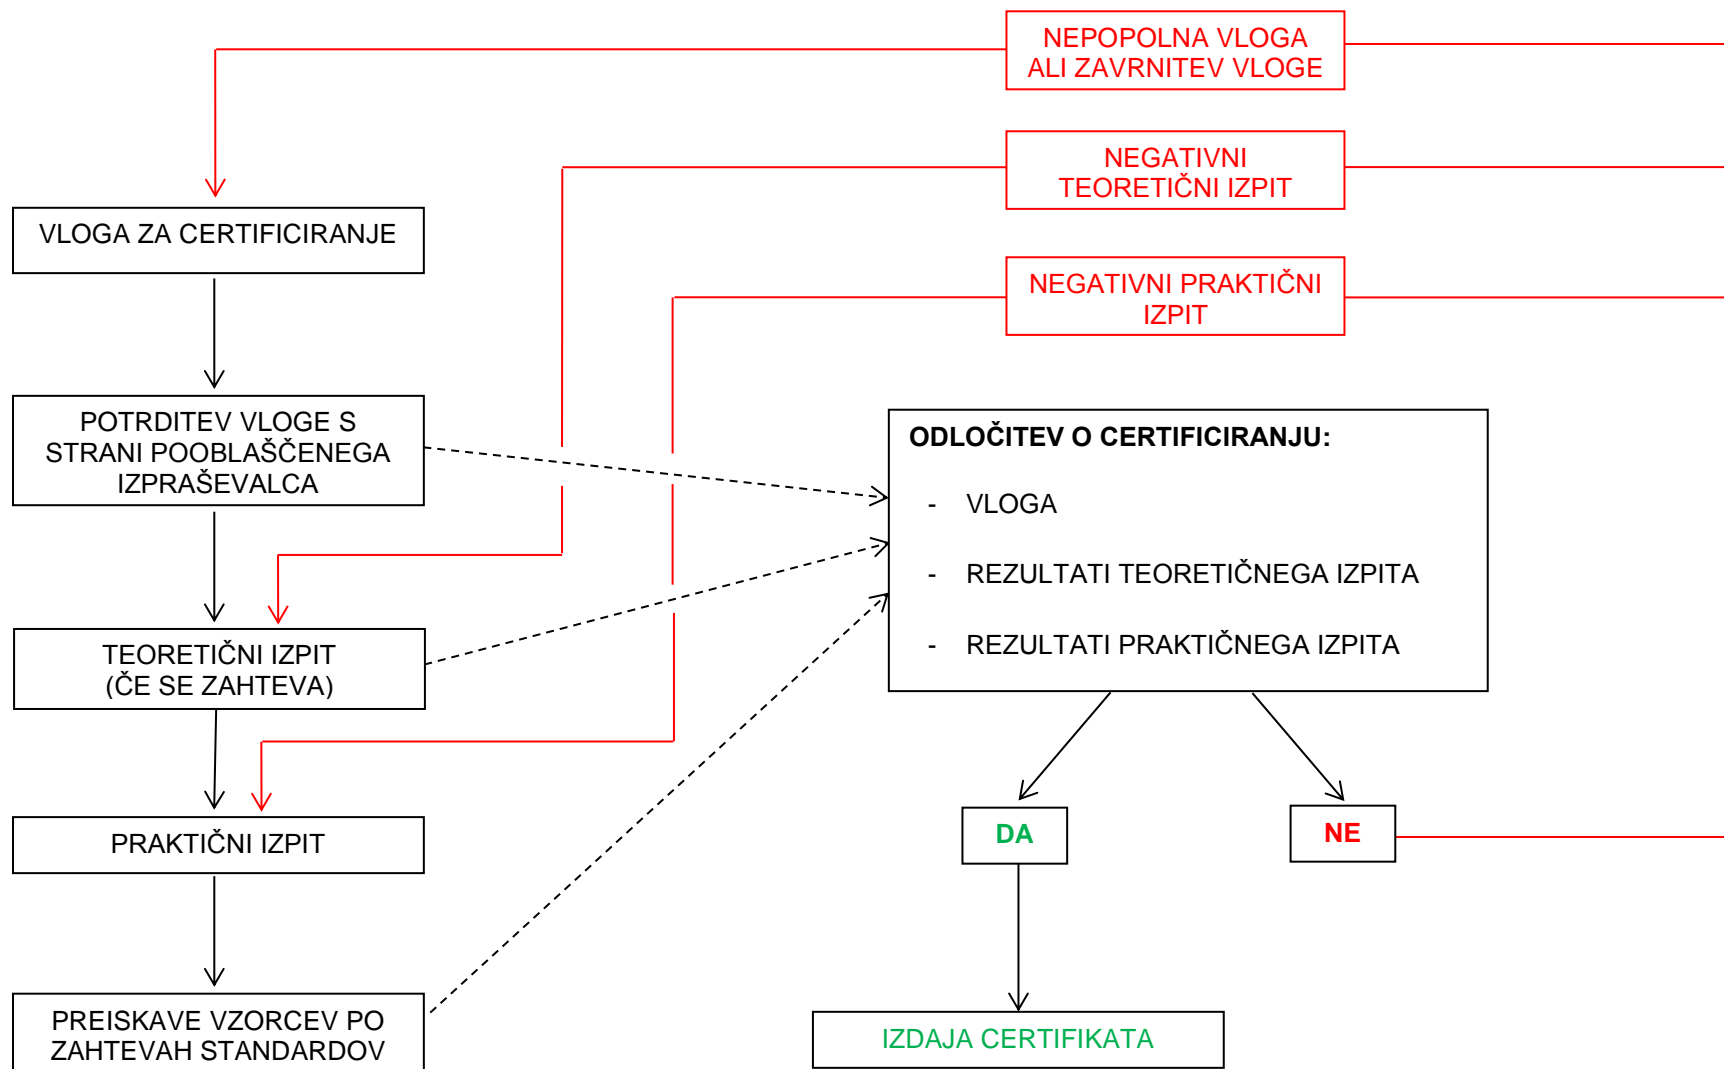 NEPOPOLNA VLOGA
ALI ZAVRNITEV VLOGE
NEGATIVNI
TEORETIČNI IZPIT
NEGATIVNI PRAKTIČNI
IZPIT
VLOGA ZA CERTIFICIRANJE
POTRDITEV VLOGE S
STRANI POOBLAŠČENEGA
IZPRAŠEVALCA
TEORETIČNI IZPIT
(ČE SE ZAHTEVA)
PRAKTIČNI IZPIT
PREISKAVE VZORCEV PO
ZAHTEVAH STANDARDOV
ODLOČITEV O CERTIFICIRANJU:
- VLOGA
- REZULTATI TEORETIČNEGA IZPITA
- REZULTATI PRAKTIČNEGA IZPITA
DA
NE
IZDAJA CERTIFIKATA